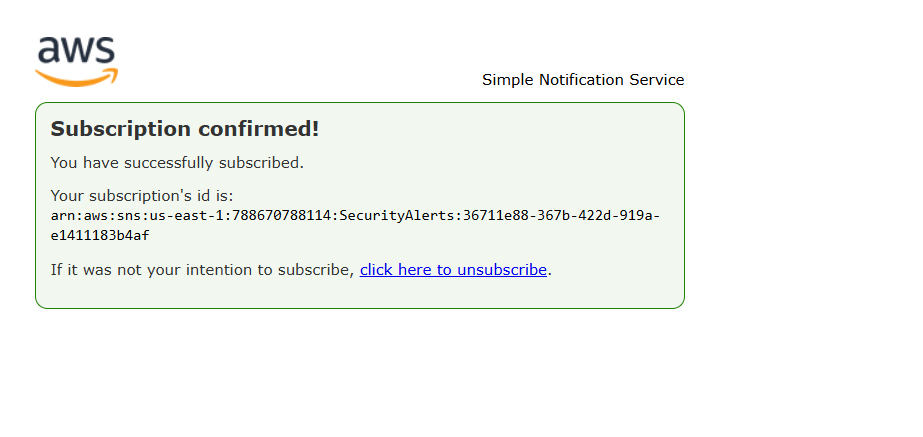 aws
Simple Notification Service
Subscription confirmed!
You have successfully subscribed.
Your subscription's id is:
arn:aws:sns:us-east-1:788670788114:SecurityAlerts:36711e88-367b-422d-919a-
e1411183b4af
If it was not your intention to subscribe, click here to unsubscribe.